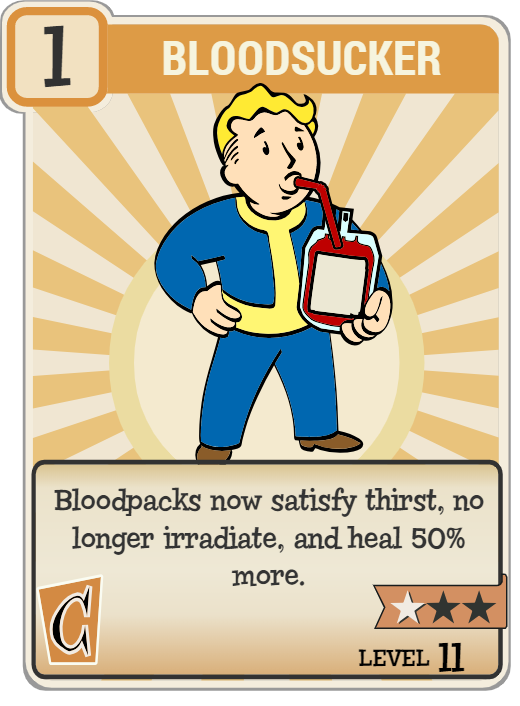 1
BLOODSUCKER
Bloodpacks now satisfy thirst, no
longer irradiate, and heal 50%
more.
C
LEVEL 11